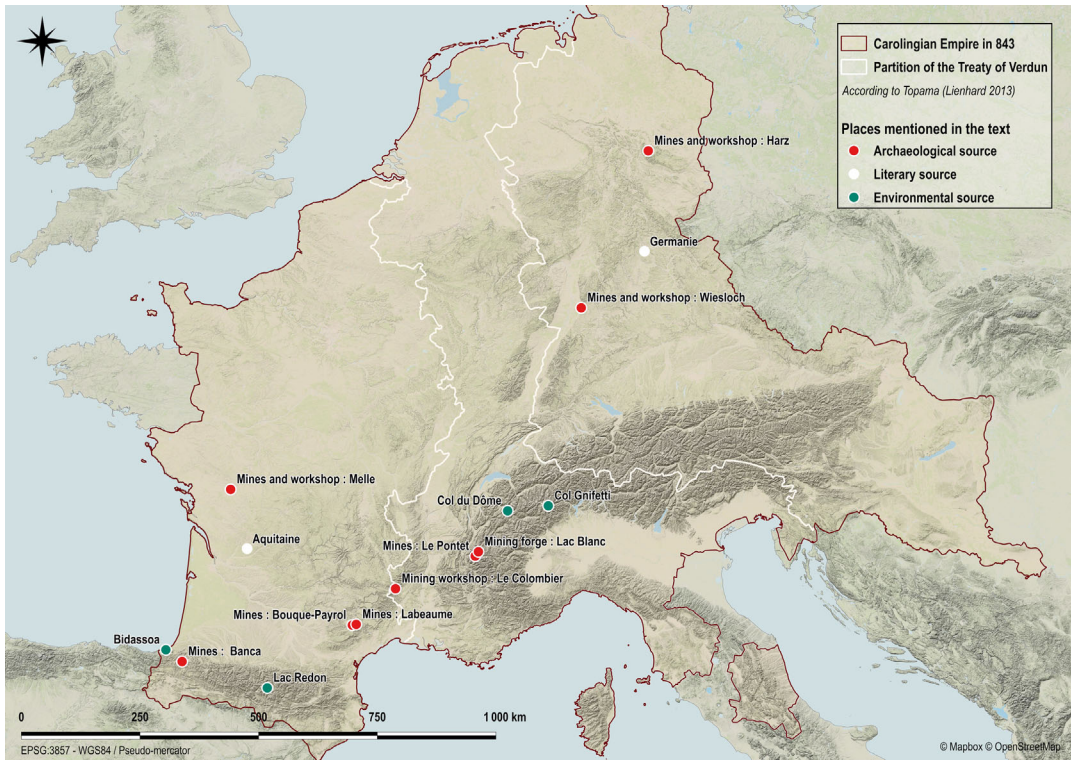 Carolingian Empire in 843
Partition of the Treaty of Verdun
According to Topama (Lienhard 2013)
Places mentioned in the text
Archaeological source
Literary source
Environmental source
Mines and workshop : Harz
Germanie
Mines and workshop : Wiesloch
Mines and workshop : Melle
Col du Dôme
Col Gnifetti
Aquitaine
Mines : Le Pontet
Mining forge : Lac Blanc
Mining workshop : Le Colombier
Mines : Bouque-Payrol
Mines : Labeaume
Bidassoa
Mines : Banca
Lac Redon
0 250 500 750 1 000 km
EPSG:3857 - WGS84 / Pseudo-mercator
© Mapbox © OpenStreetMap